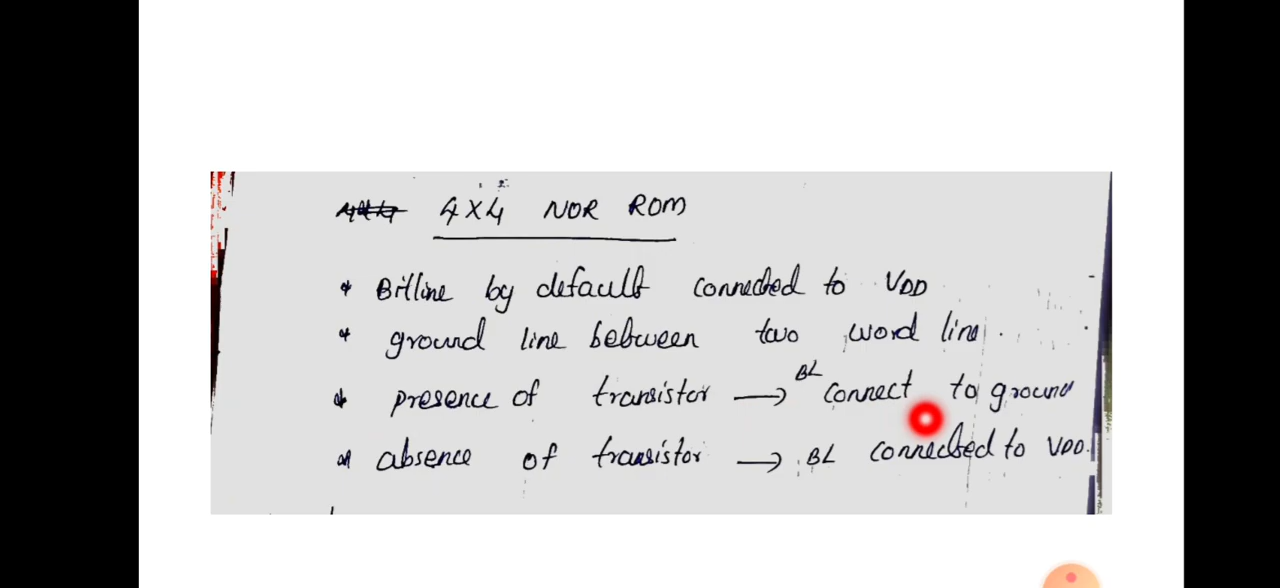 4X4 NOR ROM
* Bitline by default connected to VDD
* ground line between two word line.
* presence of transistor → BL connect to ground
* absence of transistor → BL connected to VDD.